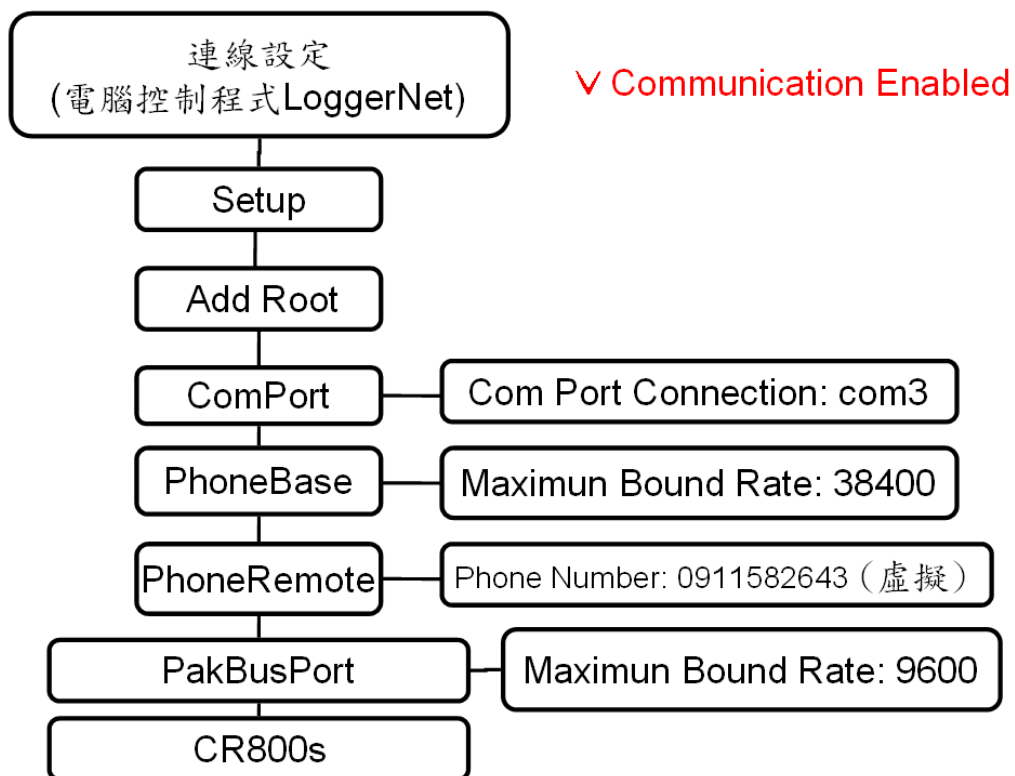 連線設定
(電腦控制程式LoggerNet)
√ Communication Enabled
Setup
Add Root
ComPort
Com Port Connection: com3
PhoneBase
Maximun Bound Rate: 38400
PhoneRemote
Phone Number: 0911582643（虛擬）
PakBusPort
Maximun Bound Rate: 9600
CR800s